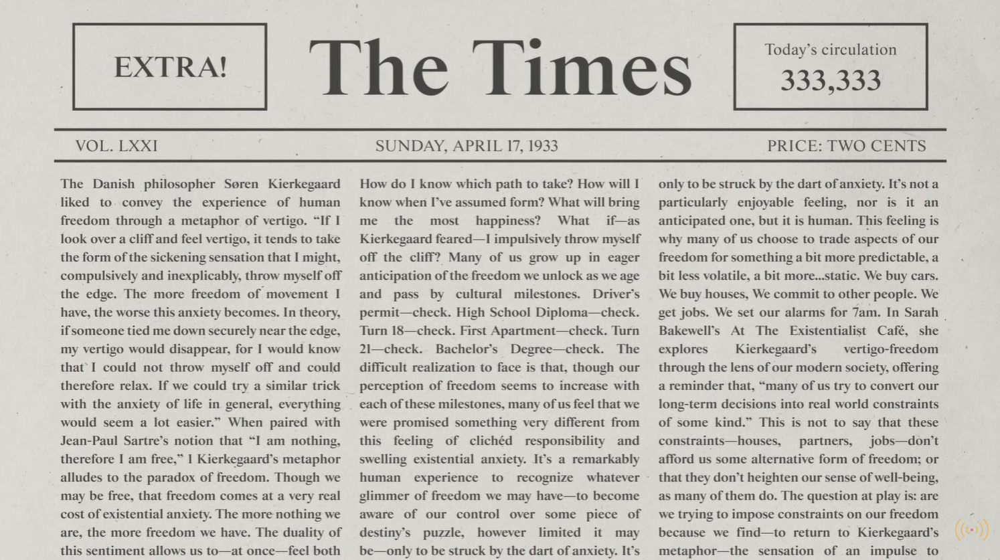 EXTRA!
The Times
Today's circulation
333,333
VOL. LXXI
SUNDAY, APRIL 17, 1933
PRICE: TWO CENTS
The Danish philosopher Søren Kierkegaard
liked to convey the experience of human
freedom through a metaphor of vertigo. “If I
look over a cliff and feel vertigo, it tends to take
the form of the sickening sensation that I might,
compulsively and inexplicably, throw myself off
the edge. The more freedom of movement I
have, the worse this anxiety becomes. In theory,
if someone tied me down securely near the edge,
my vertigo would disappear, for I would know
that I could not throw myself off and could
therefore relax. If we could try a similar trick
with the anxiety of life in general, everything
would seem a lot easier.” When paired with
Jean-Paul Sartre’s notion that “I am nothing,
therefore I am free,” 1 Kierkegaard’s metaphor
alludes to the paradox of freedom. Though we
may be free, that freedom comes at a very real
cost of existential anxiety. The more nothing we
are, the more freedom we have. The duality of
this sentiment allows us to—at once—feel both
How do I know which path to take? How will I
know when I’ve assumed form? What will bring
me the most happiness? What if—as
Kierkegaard feared—I impulsively throw myself
off the cliff? Many of us grow up in eager
anticipation of the freedom we unlock as we age
and pass by cultural milestones. Driver’s
permit—check. High School Diploma—check.
Turn 18—check. First Apartment—check. Turn
21—check. Bachelor’s Degree—check. The
difficult realization to face is that, though our
perception of freedom seems to increase with
each of these milestones, many of us feel that we
were promised something very different from
this feeling of clichéd responsibility and
swelling existential anxiety. It’s a remarkably
human experience to recognize whatever
glimmer of freedom we may have—to become
aware of our control over some piece of
destiny’s puzzle, however limited it may
be—only to be struck by the dart of anxiety. It’s
only to be struck by the dart of anxiety. It’s not a
particularly enjoyable feeling, nor is it an
anticipated one, but it is human. This feeling is
why many of us choose to trade aspects of our
freedom for something a bit more predictable, a
bit less volatile, a bit more...static. We buy cars.
We buy houses, We commit to other people. We
get jobs. We set our alarms for 7am. In Sarah
Bakewell’s At The Existentialist Café, she
explores Kierkegaard’s vertigo-freedom
through the lens of our modern society, offering
a reminder that, “many of us try to convert our
long-term decisions into real world constraints
of some kind.” This is not to say that these
constraints—houses, partners, jobs—don’t
afford us some alternative form of freedom; or
that they don’t heighten our sense of well-being,
as many of them do. The question at play is: are
we trying to impose constraints on our freedom
because we find—to return to Kierkegaard’s
metaphor—the sensation of an impulse to